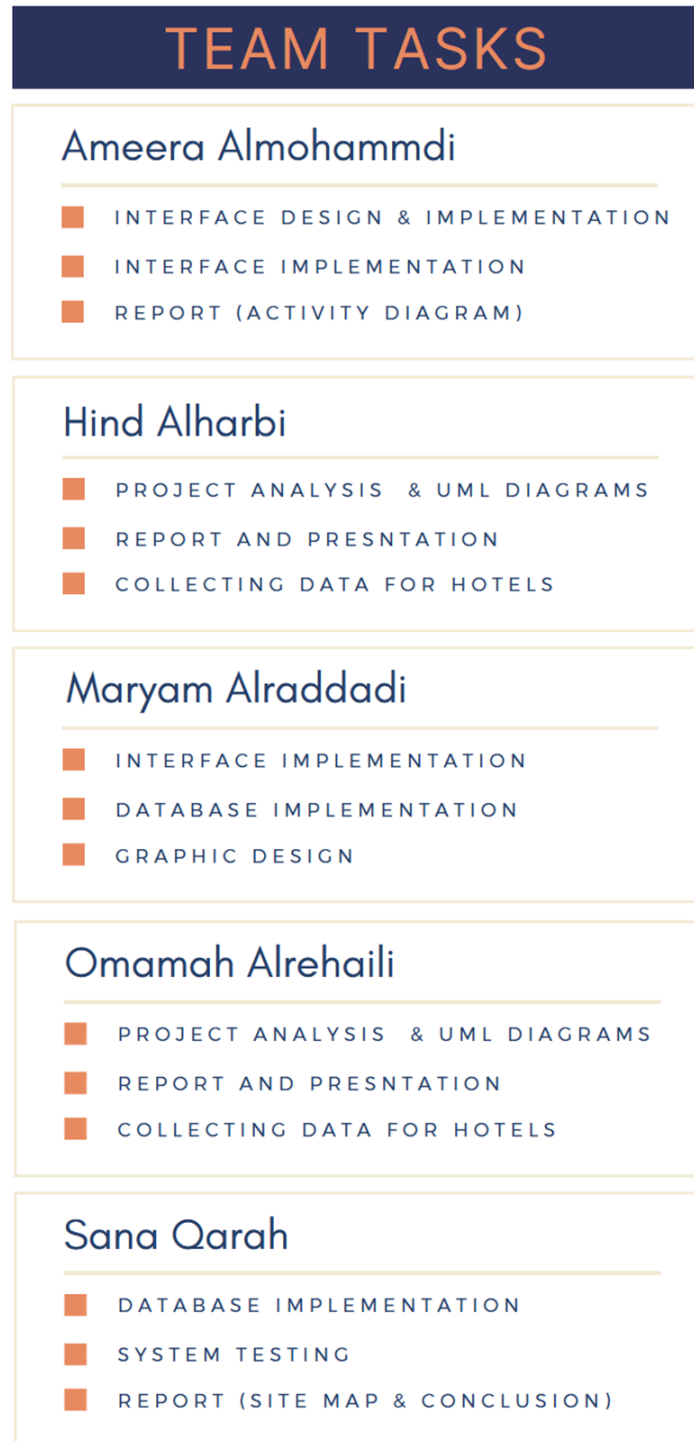 TEAM TASKS
Ameera Almohammdi
INTERFACE DESIGN & IMPLEMENTATION
INTERFACE IMPLEMENTATION
REPORT (ACTIVITY DIAGRAM)
Hind Alharbi
PROJECT ANALYSIS & UML DIAGRAMS
REPORT AND PRESNTATION
COLLECTING DATA FOR HOTELS
Maryam Alraddadi
INTERFACE IMPLEMENTATION
DATABASE IMPLEMENTATION
GRAPHIC DESIGN
Omamah Alrehaili
PROJECT ANALYSIS & UML DIAGRAMS
REPORT AND PRESNTATION
COLLECTING DATA FOR HOTELS
Sana Qarah
DATABASE IMPLEMENTATION
SYSTEM TESTING
REPORT (SITE MAP & CONCLUSION)